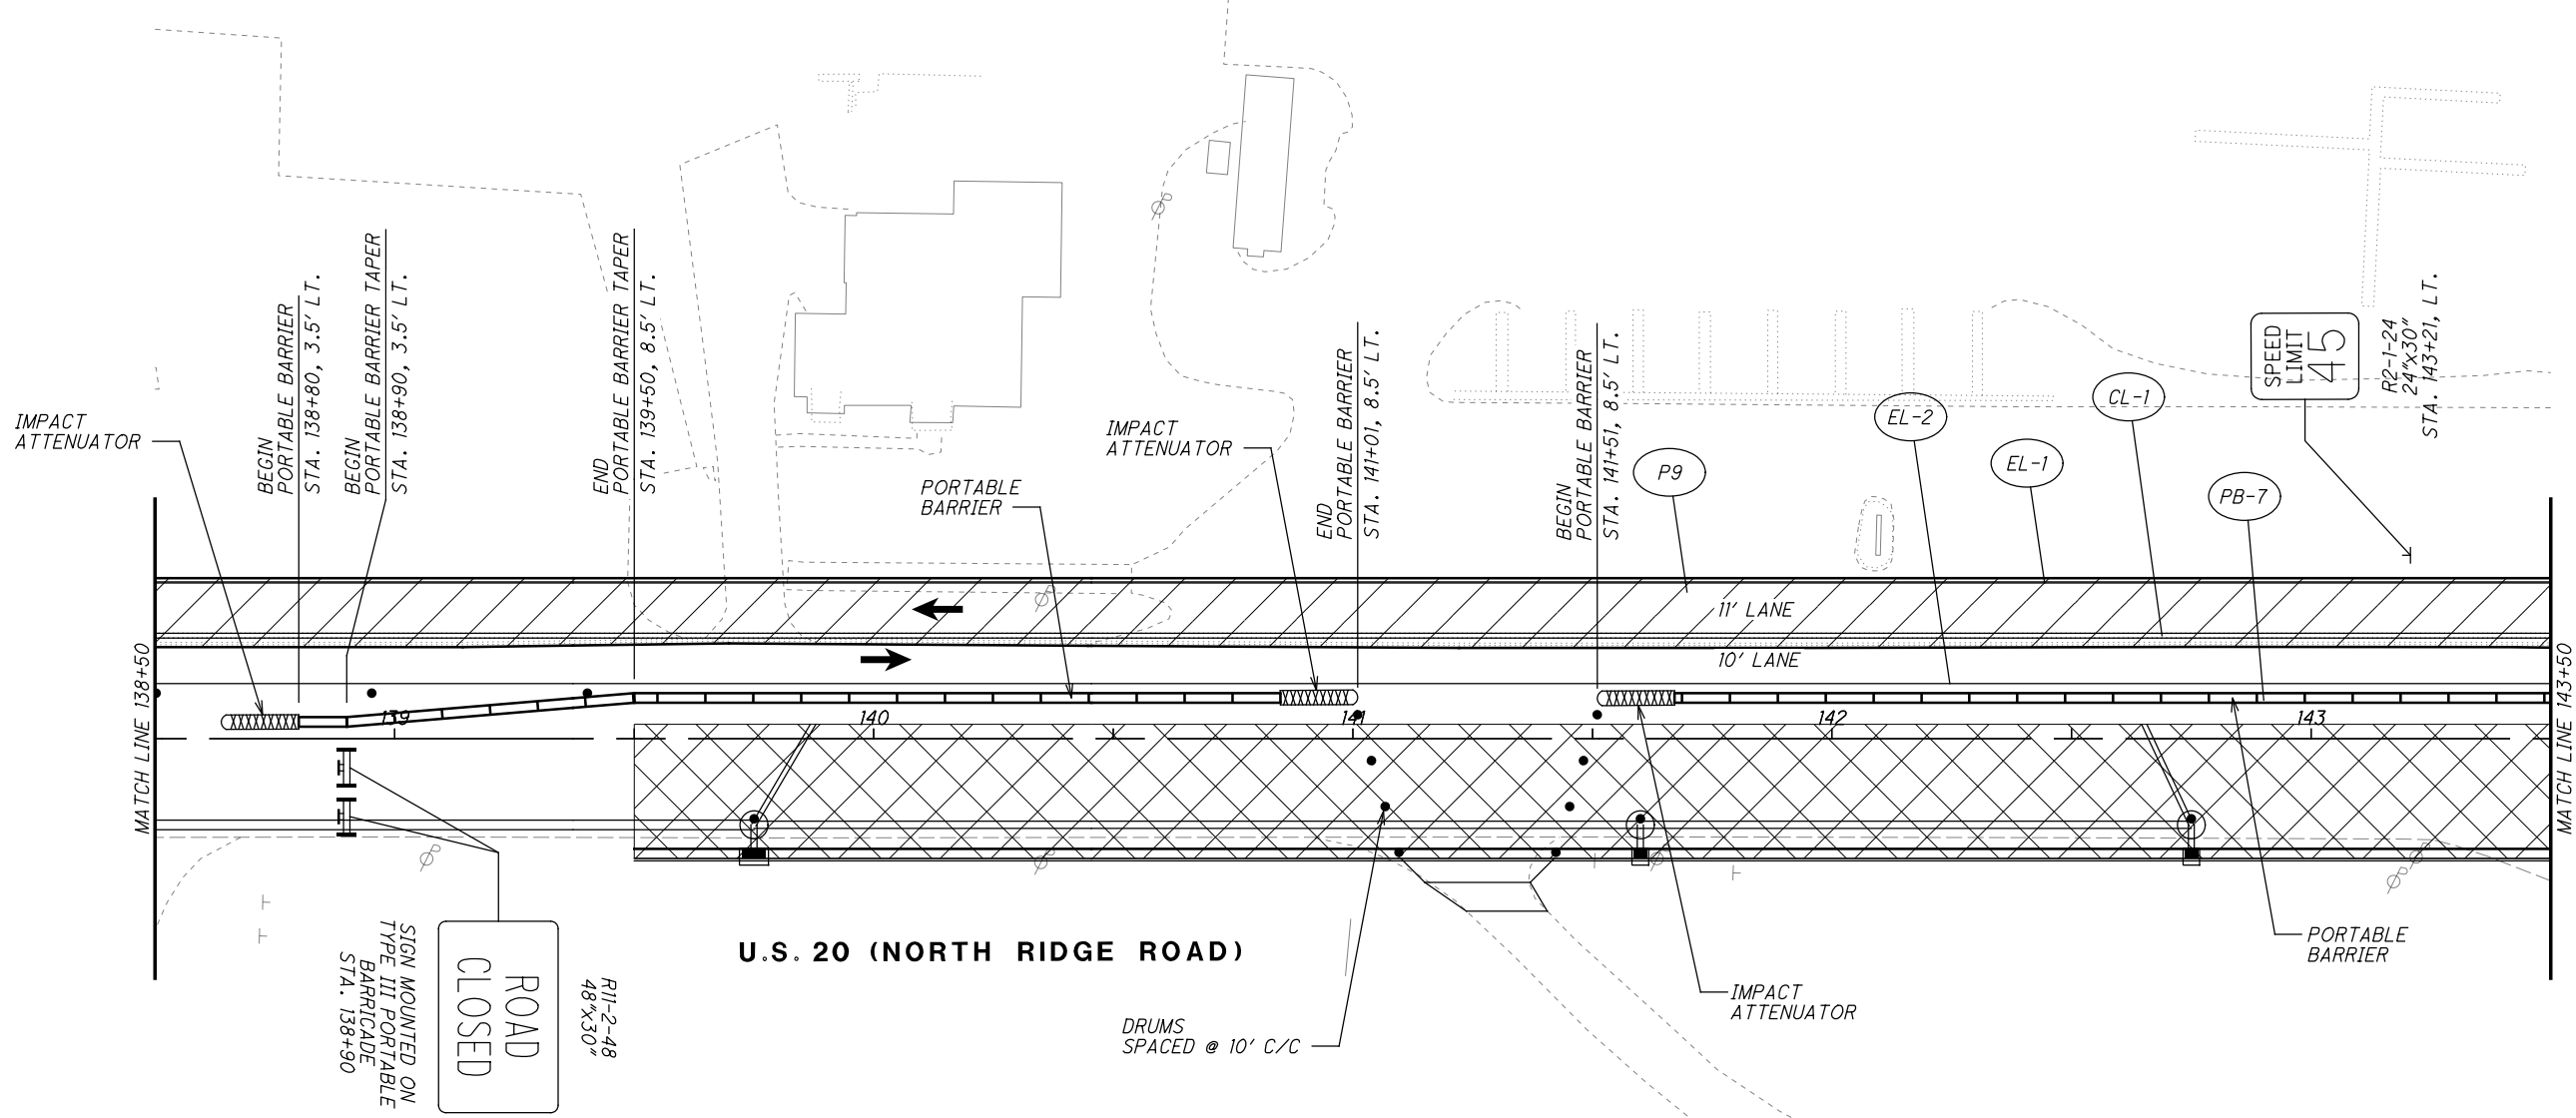 IMPACT
ATTENUATOR
BEGIN
PORTABLE BARRIER
STA. 138+80, 3.5' LT.
BEGIN
PORTABLE BARRIER TAPER
STA. 138+90, 3.5' LT.
END
PORTABLE BARRIER TAPER
STA. 139+50, 8.5' LT.
PORTABLE
BARRIER
IMPACT
ATTENUATOR
END
PORTABLE BARRIER
STA. 141+01, 8.5' LT.
BEGIN
PORTABLE BARRIER
STA. 141+51, 8.5' LT.
P9
EL-2
EL-1
CL-1
PB-7
SPEED
LIMIT
45
R2-1-24
24"x30"
STA. 143+21, LT.
11' LANE
10' LANE
MATCH LINE 138+50
139
140
141
142
143
MATCH LINE 143+50
SIGN MOUNTED ON
TYPE III PORTABLE
BARRICADE
STA. 138+90
ROAD
CLOSED
R11-2-48
48"x30"
U.S. 20 (NORTH RIDGE ROAD)
DRUMS
SPACED @ 10' C/C
IMPACT
ATTENUATOR
PORTABLE
BARRIER